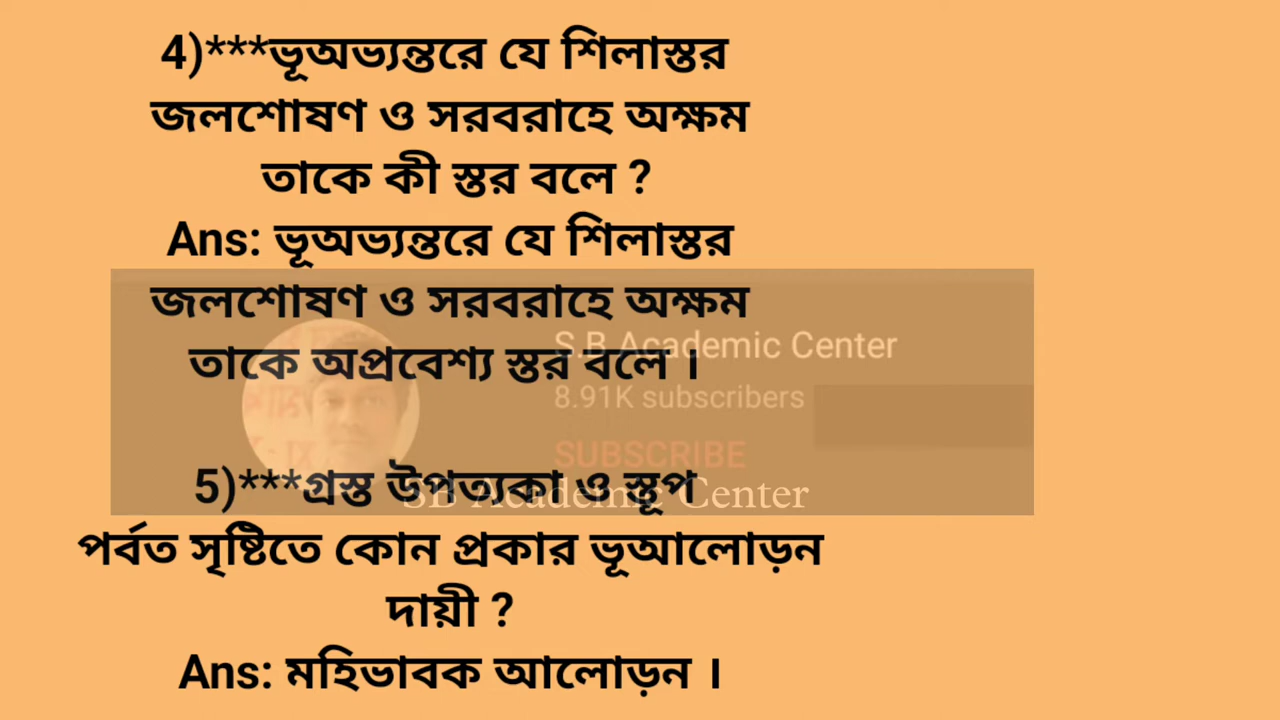 4)***ভূঅভ্যন্তরে যে শিলাস্তর
জলশোষণ ও সরবরাহে অক্ষম
তাকে কী স্তর বলে ?
Ans: ভূঅভ্যন্তরে যে শিলাস্তর
জলশোষণ ও সরবরাহে অক্ষম
তাকে অপ্রবেশ্য স্তর বলে ।
S.B Academic Center
8.91K subscribers
SUBSCRIBE
5)***গ্রস্ত উপত্যকা ও স্তূপ
SB Academic Center
পর্বত সৃষ্টিতে কোন প্রকার ভূআলোড়ন
দায়ী ?
Ans: মহিভাবক আলোড়ন ।